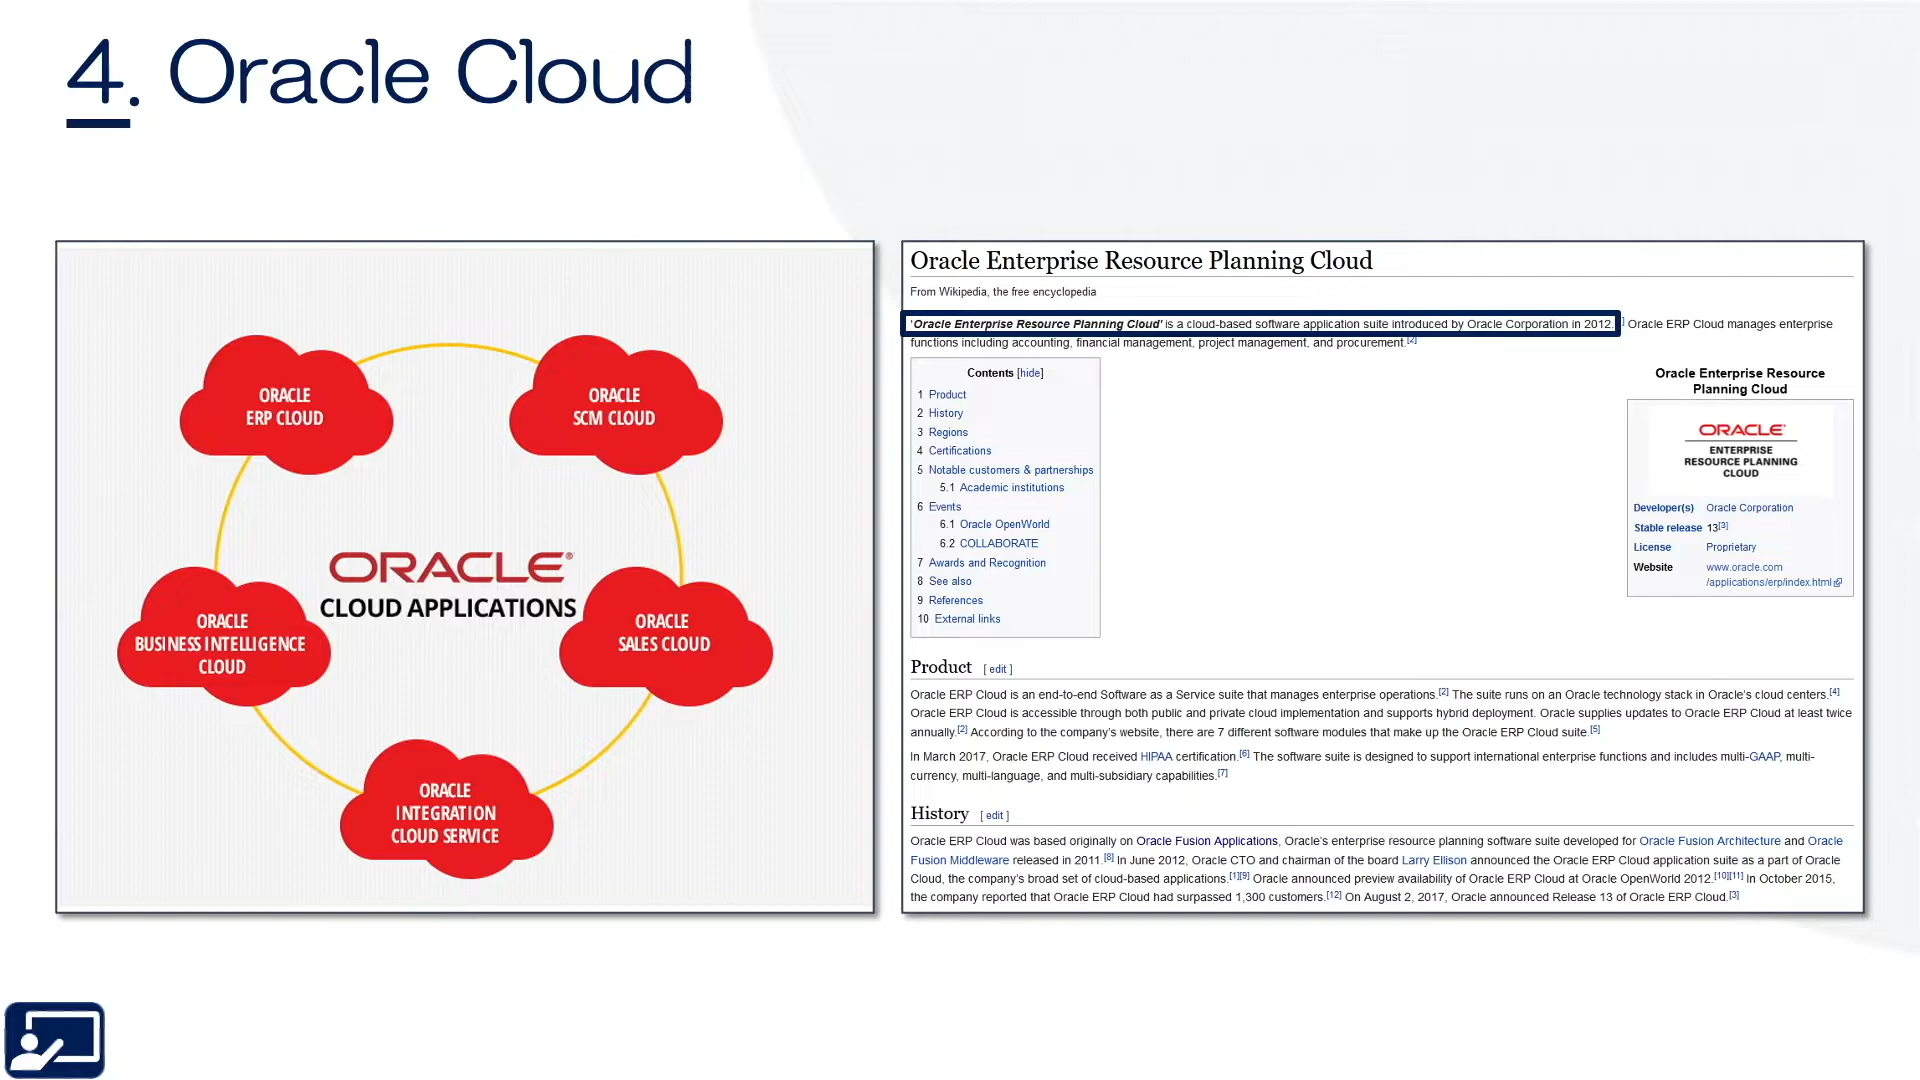 4. Oracle Cloud
ORACLE
ERP CLOUD
ORACLE
SCM CLOUD
ORACLE®
CLOUD APPLICATIONS
ORACLE
BUSINESS INTELLIGENCE
CLOUD
ORACLE
SALES CLOUD
ORACLE
INTEGRATION
CLOUD SERVICE
Oracle Enterprise Resource Planning Cloud
From Wikipedia, the free encyclopedia
'Oracle Enterprise Resource Planning Cloud' is a cloud-based software application suite introduced by Oracle Corporation in 2012. ] Oracle ERP Cloud manages enterprise
functions including accounting, financial management, project management, and procurement.[2]
Contents [hide]
1 Product
2 History
3 Regions
4 Certifications
5 Notable customers & partnerships
5.1 Academic institutions
6 Events
6.1 Oracle OpenWorld
6.2 COLLABORATE
7 Awards and Recognition
8 See also
9 References
10 External links
Oracle Enterprise Resource
Planning Cloud
ORACLE®
ENTERPRISE
RESOURCE PLANNING
CLOUD
Developer(s) Oracle Corporation
Stable release 13[3]
License Proprietary
Website www.oracle.com
/applications/erp/index.html
Product [ edit ]
Oracle ERP Cloud is an end-to-end Software as a Service suite that manages enterprise operations.[2] The suite runs on an Oracle technology stack in Oracle's cloud centers.[4]
Oracle ERP Cloud is accessible through both public and private cloud implementation and supports hybrid deployment. Oracle supplies updates to Oracle ERP Cloud at least twice
annually.[2] According to the company's website, there are 7 different software modules that make up the Oracle ERP Cloud suite.[5]
In March 2017, Oracle ERP Cloud received HIPAA certification.[6] The software suite is designed to support international enterprise functions and includes multi-GAAP, multi-
currency, multi-language, and multi-subsidiary capabilities.[7]
History [ edit ]
Oracle ERP Cloud was based originally on Oracle Fusion Applications, Oracle's enterprise resource planning software suite developed for Oracle Fusion Architecture and Oracle
Fusion Middleware released in 2011.[8] In June 2012, Oracle CTO and chairman of the board Larry Ellison announced the Oracle ERP Cloud application suite as a part of Oracle
Cloud, the company's broad set of cloud-based applications.[1][9] Oracle announced preview availability of Oracle ERP Cloud at Oracle OpenWorld 2012.[10][11] In October 2015,
the company reported that Oracle ERP Cloud had surpassed 1,300 customers.[12] On August 2, 2017, Oracle announced Release 13 of Oracle ERP Cloud.[3]